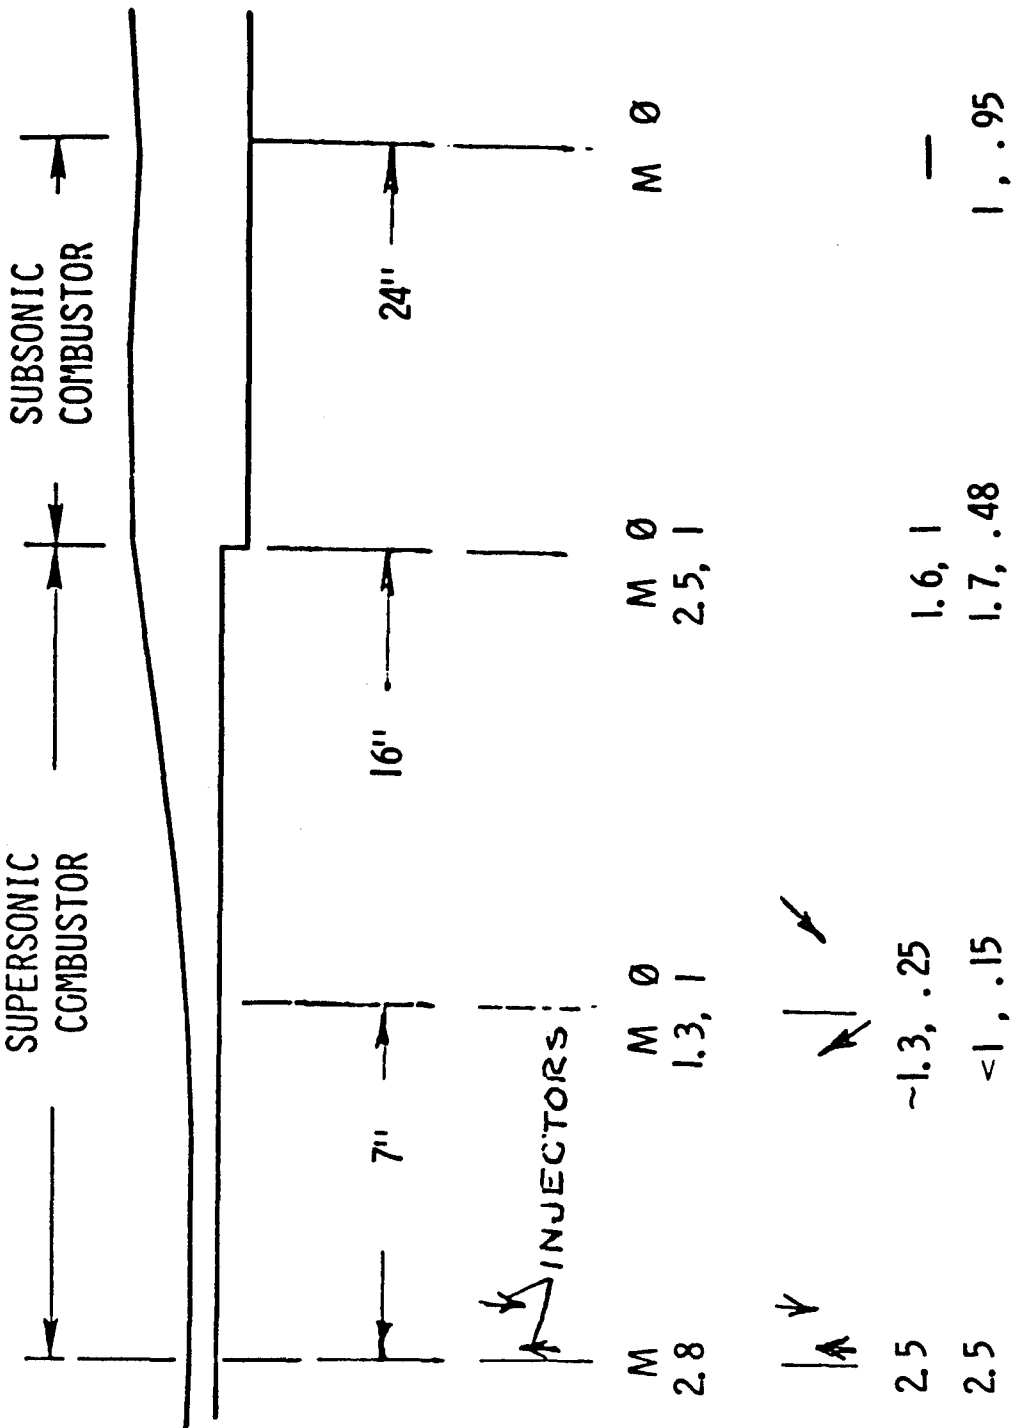 SUPERSONIC SUBSONIC
COMBUSTOR COMBUSTOR
7" 16" 24"
INJECTORS
M M Ø M Ø M Ø
2.8 1.3, 1 2.5, 1
2.5 ~1.3, .25 1.6, 1 —
2.5 <1, .15 1.7, .48 1, .95